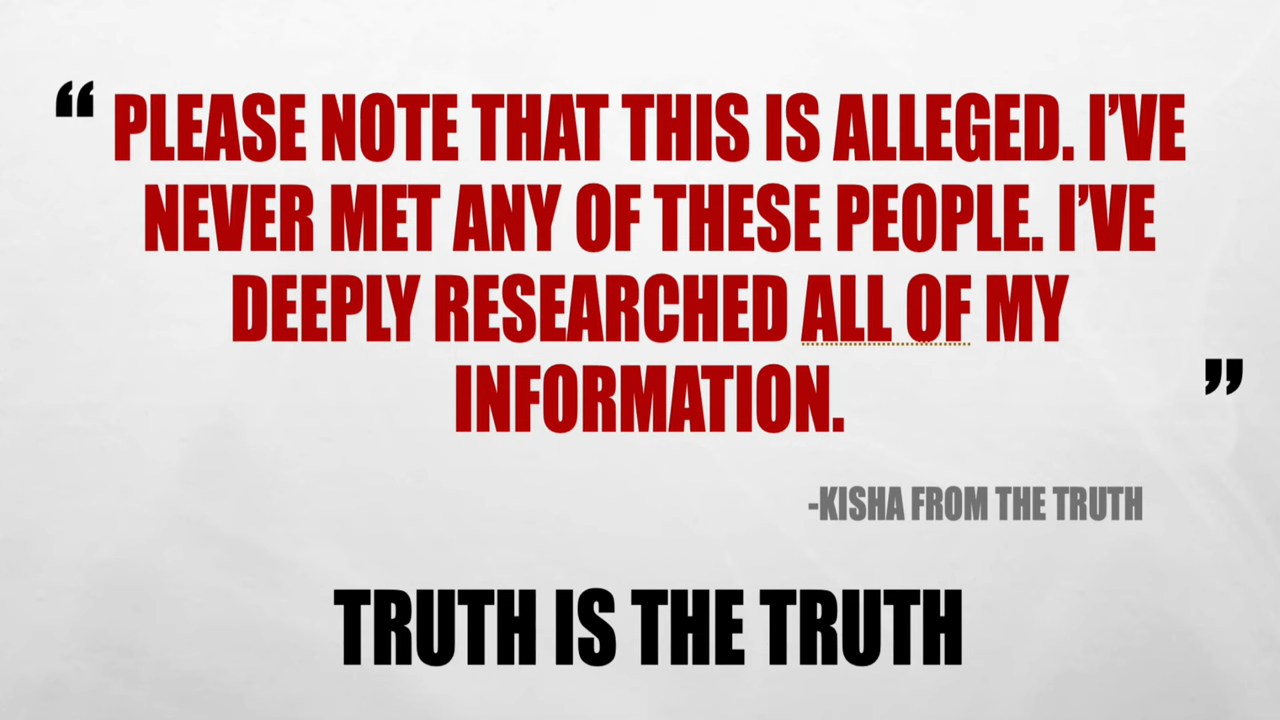 “ PLEASE NOTE THAT THIS IS ALLEGED. I’VE
NEVER MET ANY OF THESE PEOPLE. I’VE
DEEPLY RESEARCHED ALL OF MY
INFORMATION. ”
-KISHA FROM THE TRUTH
TRUTH IS THE TRUTH